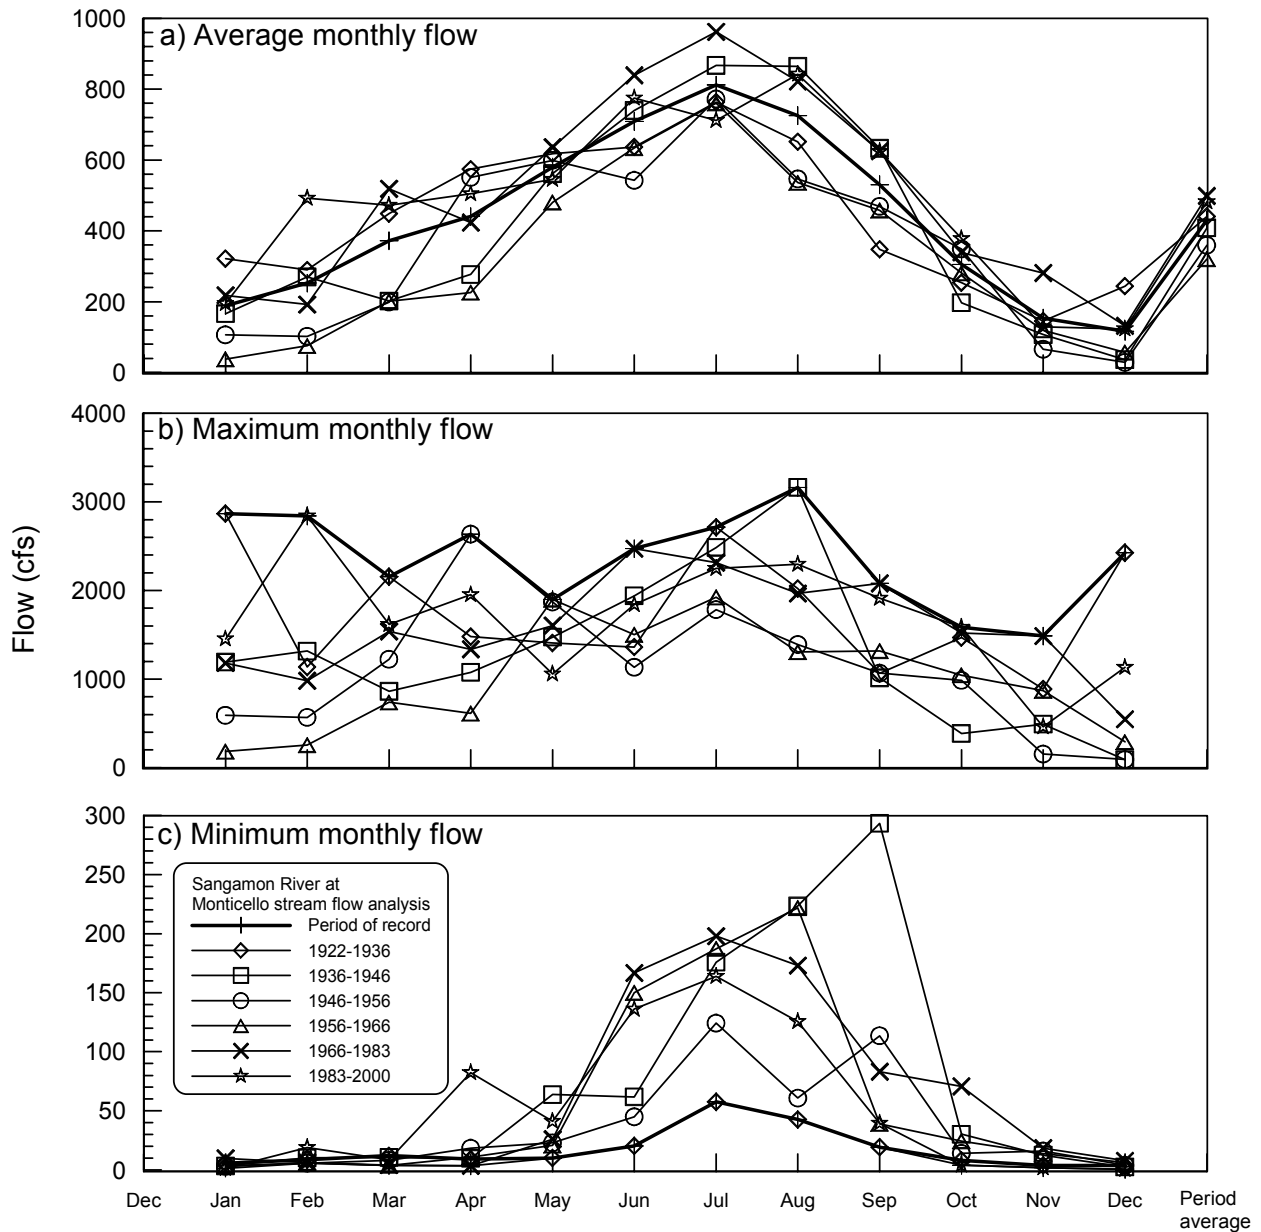 a) Average monthly flow
1000
800
600
400
200
0
b) Maximum monthly flow
4000
3000
2000
1000
0
Flow (cfs)
c) Minimum monthly flow
300
250
200
150
100
50
0
Sangamon River at
Monticello stream flow analysis
Period of record
1922-1936
1936-1946
1946-1956
1956-1966
1966-1983
1983-2000
Dec Jan Feb Mar Apr May Jun Jul Aug Sep Oct Nov Dec Period
average